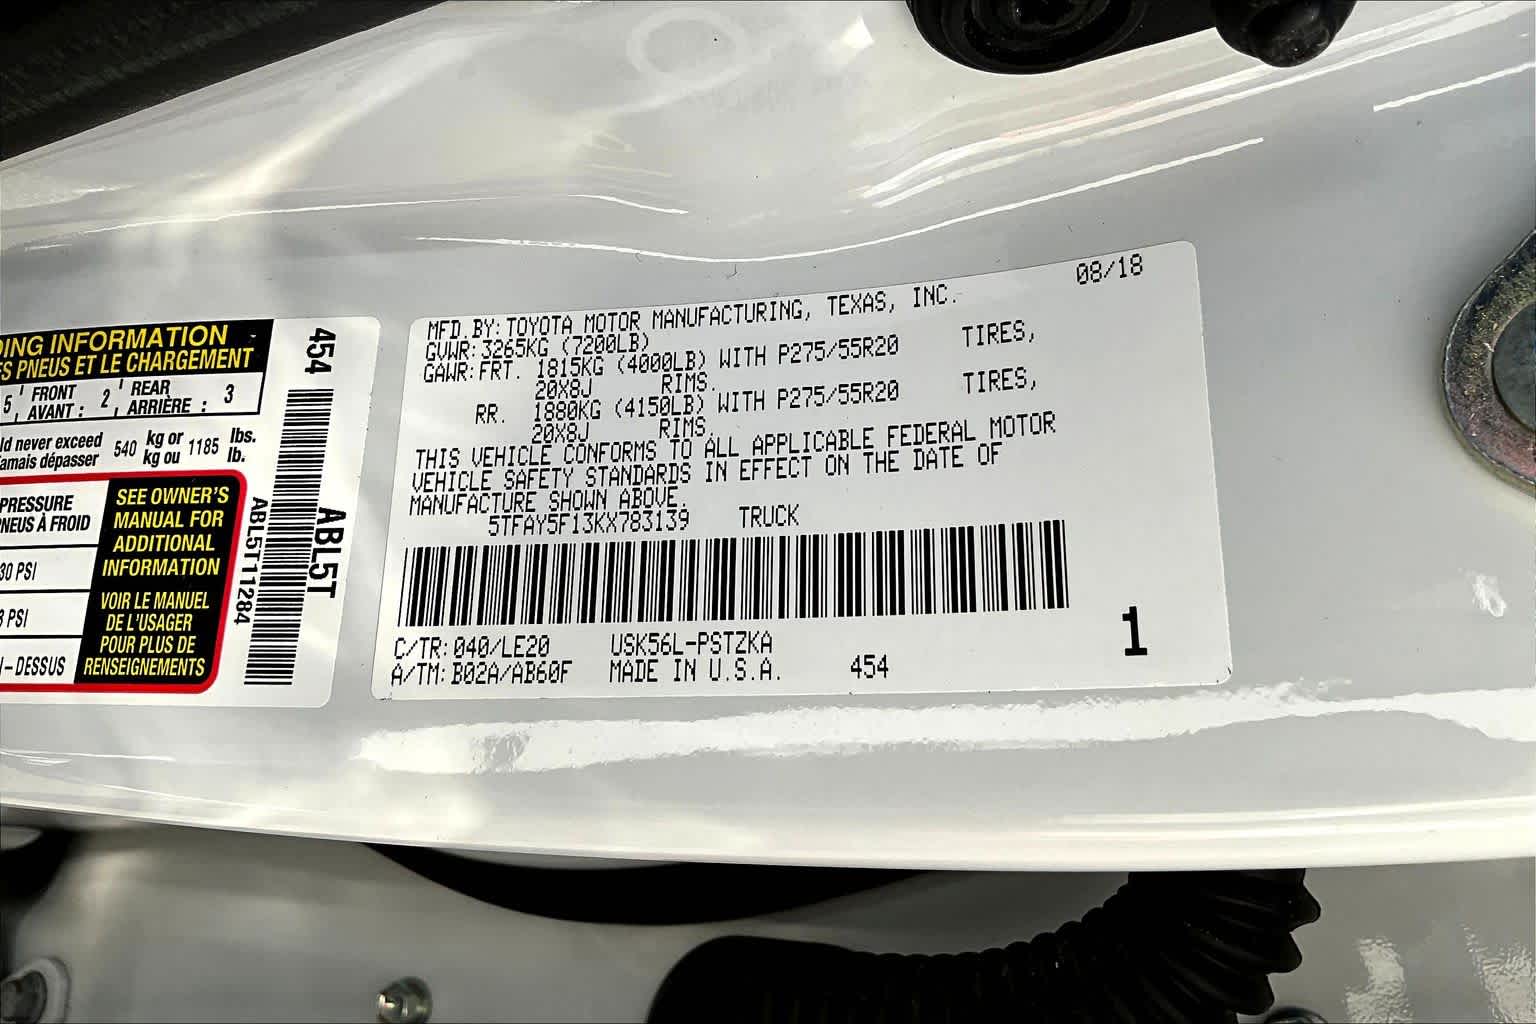 DING INFORMATION
ES PNEUS ET LE CHARGEMENT
5 FRONT AVANT : 2 REAR ARRIÈRE : 3
ld never exceed 540 kg or 1185 lbs.
jamais dépasser kg ou lb.
PRESSURE
PNEUS À FROID
30 PSI
3 PSI
I-DESSUS
SEE OWNER'S
MANUAL FOR
ADDITIONAL
INFORMATION
VOIR LE MANUEL
DE L'USAGER
POUR PLUS DE
RENSEIGNEMENTS
454
ABL5T11284
ABL5T
08/18
MFD. BY: TOYOTA MOTOR MANUFACTURING, TEXAS, INC.
GVWR: 3265KG (7200LB)
GAWR: FRT. 1815KG (4000LB) WITH P275/55R20 TIRES,
20X8J RIMS.
RR. 1880KG (4150LB) WITH P275/55R20 TIRES,
20X8J RIMS.
THIS VEHICLE CONFORMS TO ALL APPLICABLE FEDERAL MOTOR
VEHICLE SAFETY STANDARDS IN EFFECT ON THE DATE OF
MANUFACTURE SHOWN ABOVE.
5TFAY5F13KX783139 TRUCK
C/TR: 040/LE20 USK56L-PSTZKA
A/TM: B02A/AB60F MADE IN U.S.A. 454
1